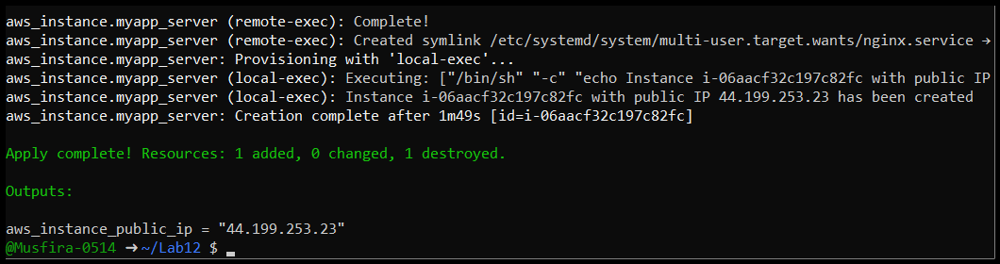 aws_instance.myapp_server (remote-exec): Complete!
aws_instance.myapp_server (remote-exec): Created symlink /etc/systemd/system/multi-user.target.wants/nginx.service →
aws_instance.myapp_server: Provisioning with 'local-exec'...
aws_instance.myapp_server (local-exec): Executing: ["/bin/sh" "-c" "echo Instance i-06aacf32c197c82fc with public IP
aws_instance.myapp_server (local-exec): Instance i-06aacf32c197c82fc with public IP 44.199.253.23 has been created
aws_instance.myapp_server: Creation complete after 1m49s [id=i-06aacf32c197c82fc]
Apply complete! Resources: 1 added, 0 changed, 1 destroyed.
Outputs:
aws_instance_public_ip = "44.199.253.23"
@Musfira-0514 ➜ ~/Lab12 $